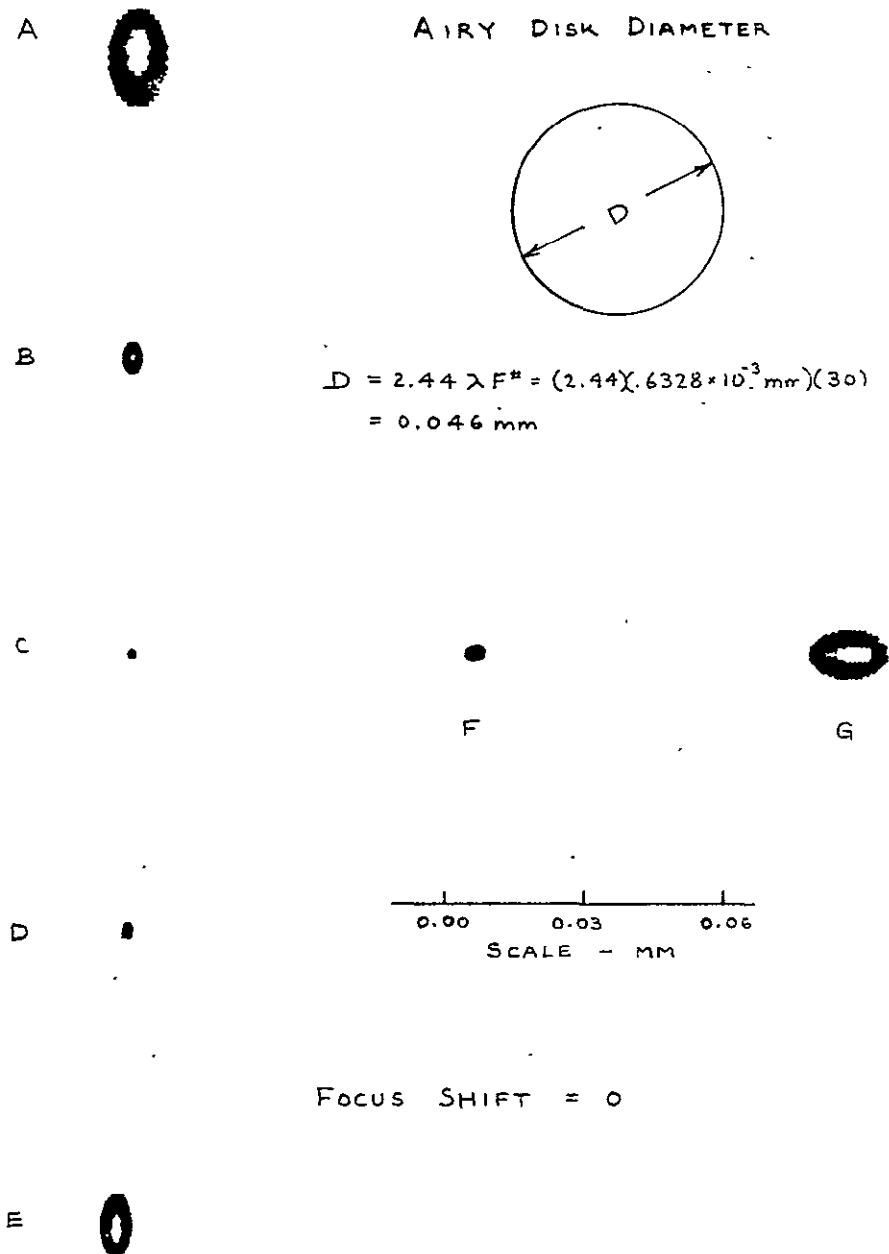 A
AIRY DISK DIAMETER
D
B
D = 2.44 λ F# = (2.44)(.6328×10⁻³ mm)(30)
= 0.046 mm
C
F
G
D
0.00 0.03 0.06
SCALE - MM
FOCUS SHIFT = 0
E